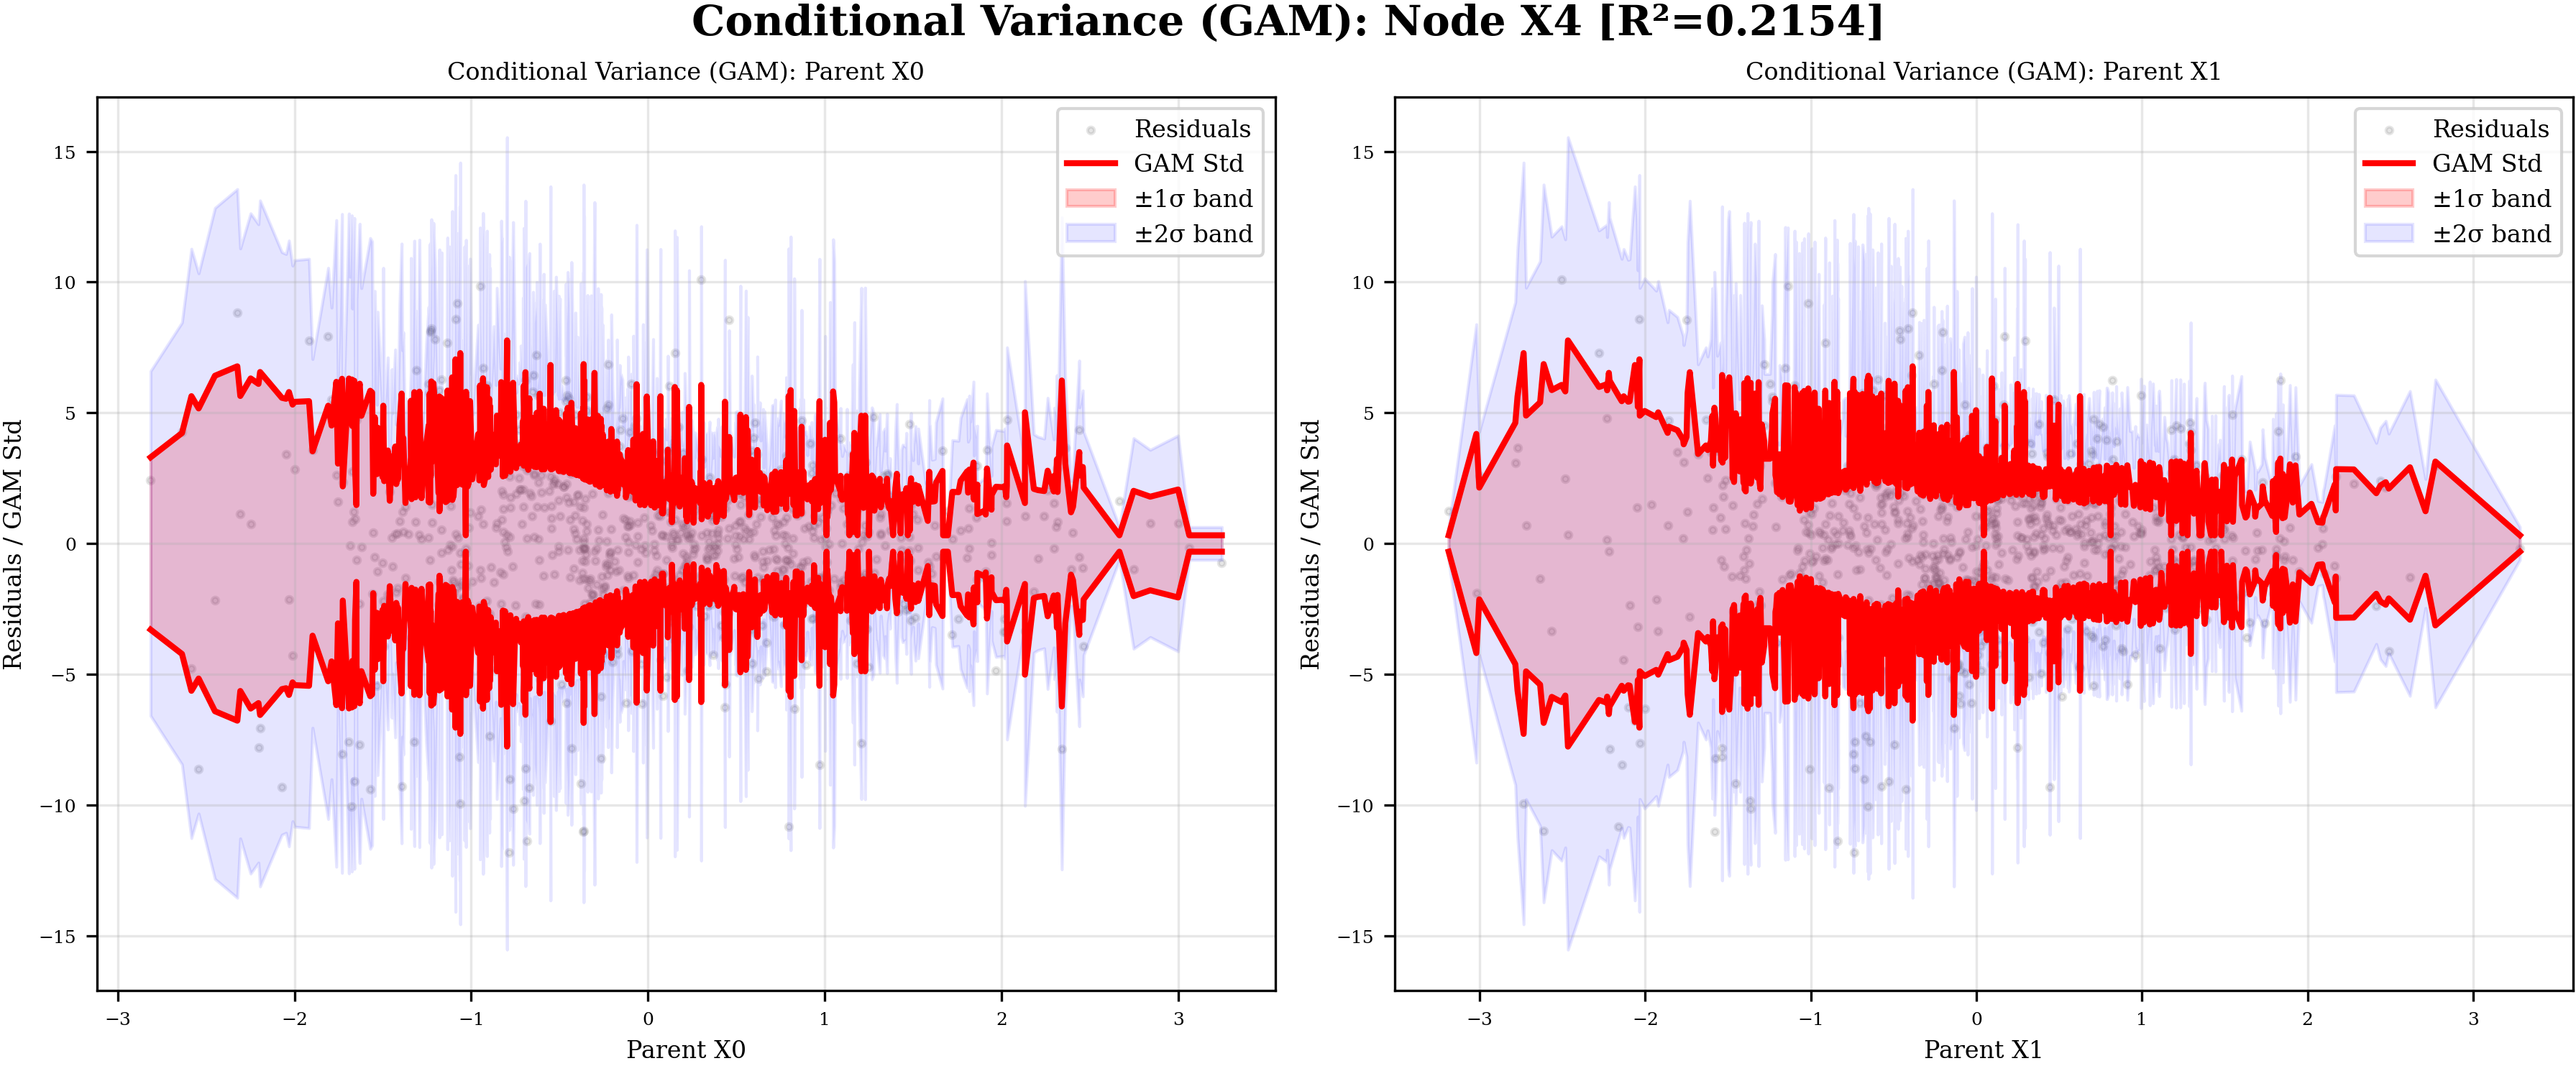 Conditional Variance (GAM): Node X4 [R²=0.2154]
Conditional Variance (GAM): Parent X0
Residuals
GAM Std
±1σ band
±2σ band
15
10
5
0
−5
−10
−15
Residuals / GAM Std
−3
−2
−1
0
1
2
3
Parent X0
Conditional Variance (GAM): Parent X1
Residuals
GAM Std
±1σ band
±2σ band
15
10
5
0
−5
−10
−15
Residuals / GAM Std
−3
−2
−1
0
1
2
3
Parent X1